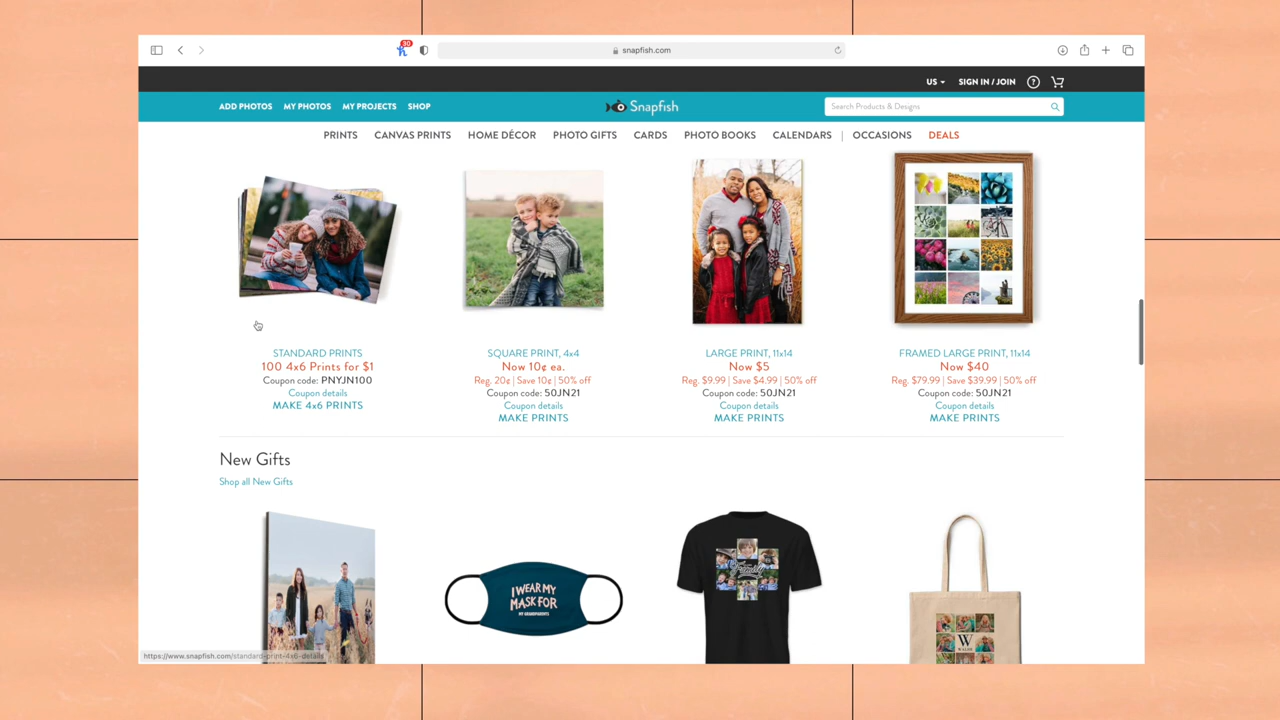 30
snapfish.com
US
SIGN IN / JOIN
?
ADD PHOTOS
MY PHOTOS
MY PROJECTS
SHOP
Snapfish
Search Products & Designs
PRINTS
CANVAS PRINTS
HOME DÉCOR
PHOTO GIFTS
CARDS
PHOTO BOOKS
CALENDARS
OCCASIONS
DEALS
STANDARD PRINTS
100 4x6 Prints for $1
Coupon code: PNYJN100
Coupon details
MAKE 4x6 PRINTS
SQUARE PRINT, 4x4
Now 10¢ ea.
Reg. 20¢ | Save 10¢ | 50% off
Coupon code: 50JN21
Coupon details
MAKE PRINTS
LARGE PRINT, 11x14
Now $5
Reg. $9.99 | Save $4.99 | 50% off
Coupon code: 50JN21
Coupon details
MAKE PRINTS
FRAMED LARGE PRINT, 11x14
Now $40
Reg. $79.99 | Save $39.99 | 50% off
Coupon code: 50JN21
Coupon details
MAKE PRINTS
New Gifts
Shop all New Gifts
I WEAR MY
MASK FOR
MY GRANDPARENTS
Family
W
https://www.snapfish.com/standard-print-4x6-details